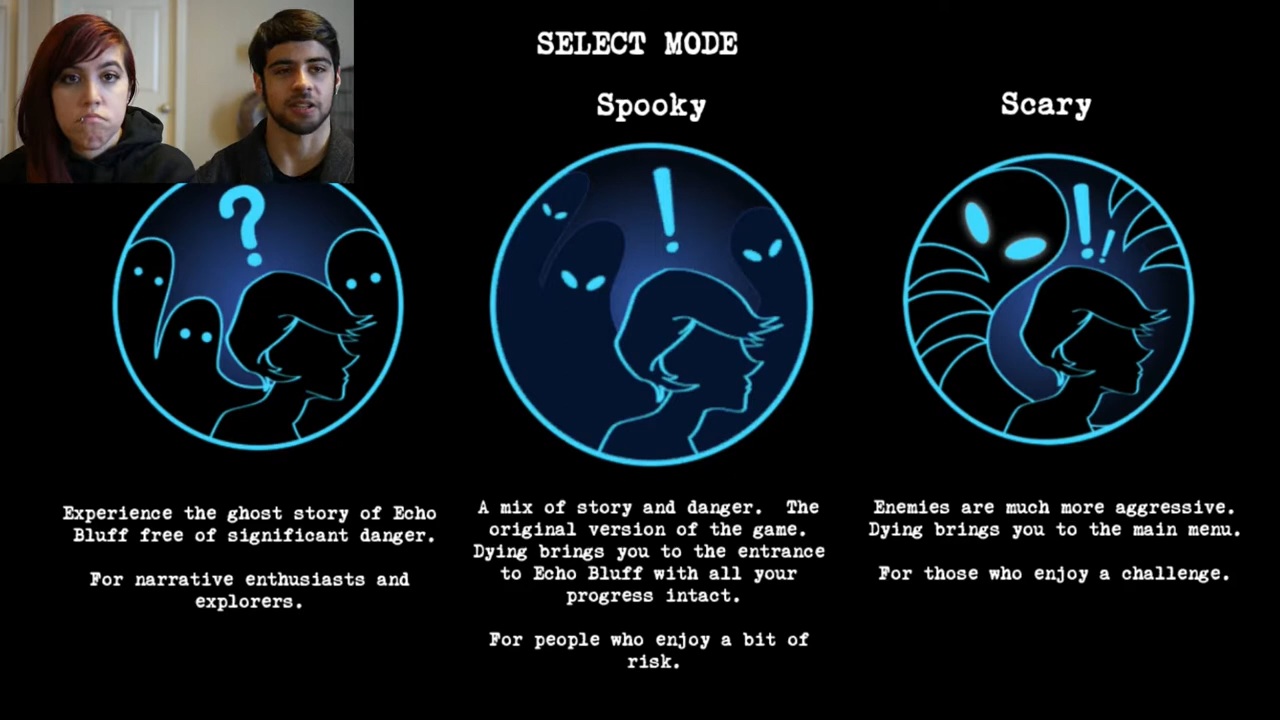 SELECT MODE
Spooky
Scary
?
!
!!
Experience the ghost story of Echo
Bluff free of significant danger.
For narrative enthusiasts and
explorers.
A mix of story and danger. The
original version of the game.
Dying brings you to the entrance
to Echo Bluff with all your
progress intact.
For people who enjoy a bit of
risk.
Enemies are much more aggressive.
Dying brings you to the main menu.
For those who enjoy a challenge.